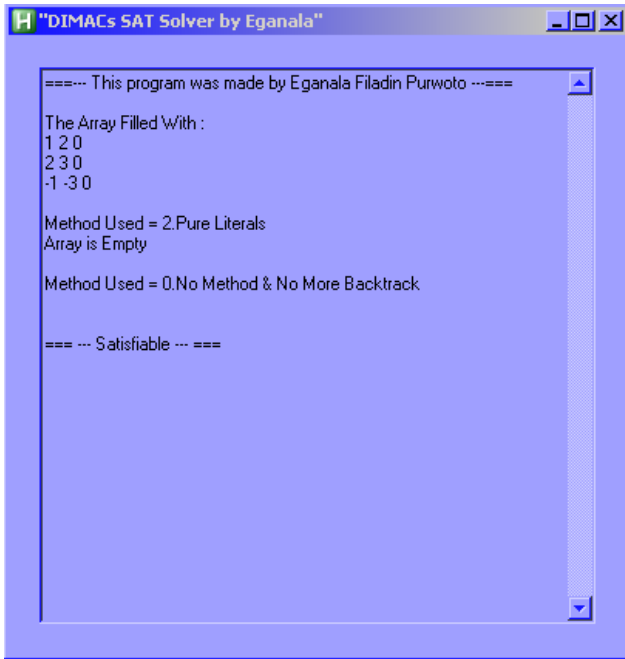 H "DIMACs SAT Solver by Eganala"
===--- This program was made by Eganala Filadin Purwoto ---===
The Array Filled With :
1 2 0
2 3 0
-1 -3 0
Method Used = 2.Pure Literals
Array is Empty
Method Used = 0.No Method & No More Backtrack
=== --- Satisfiable --- ===